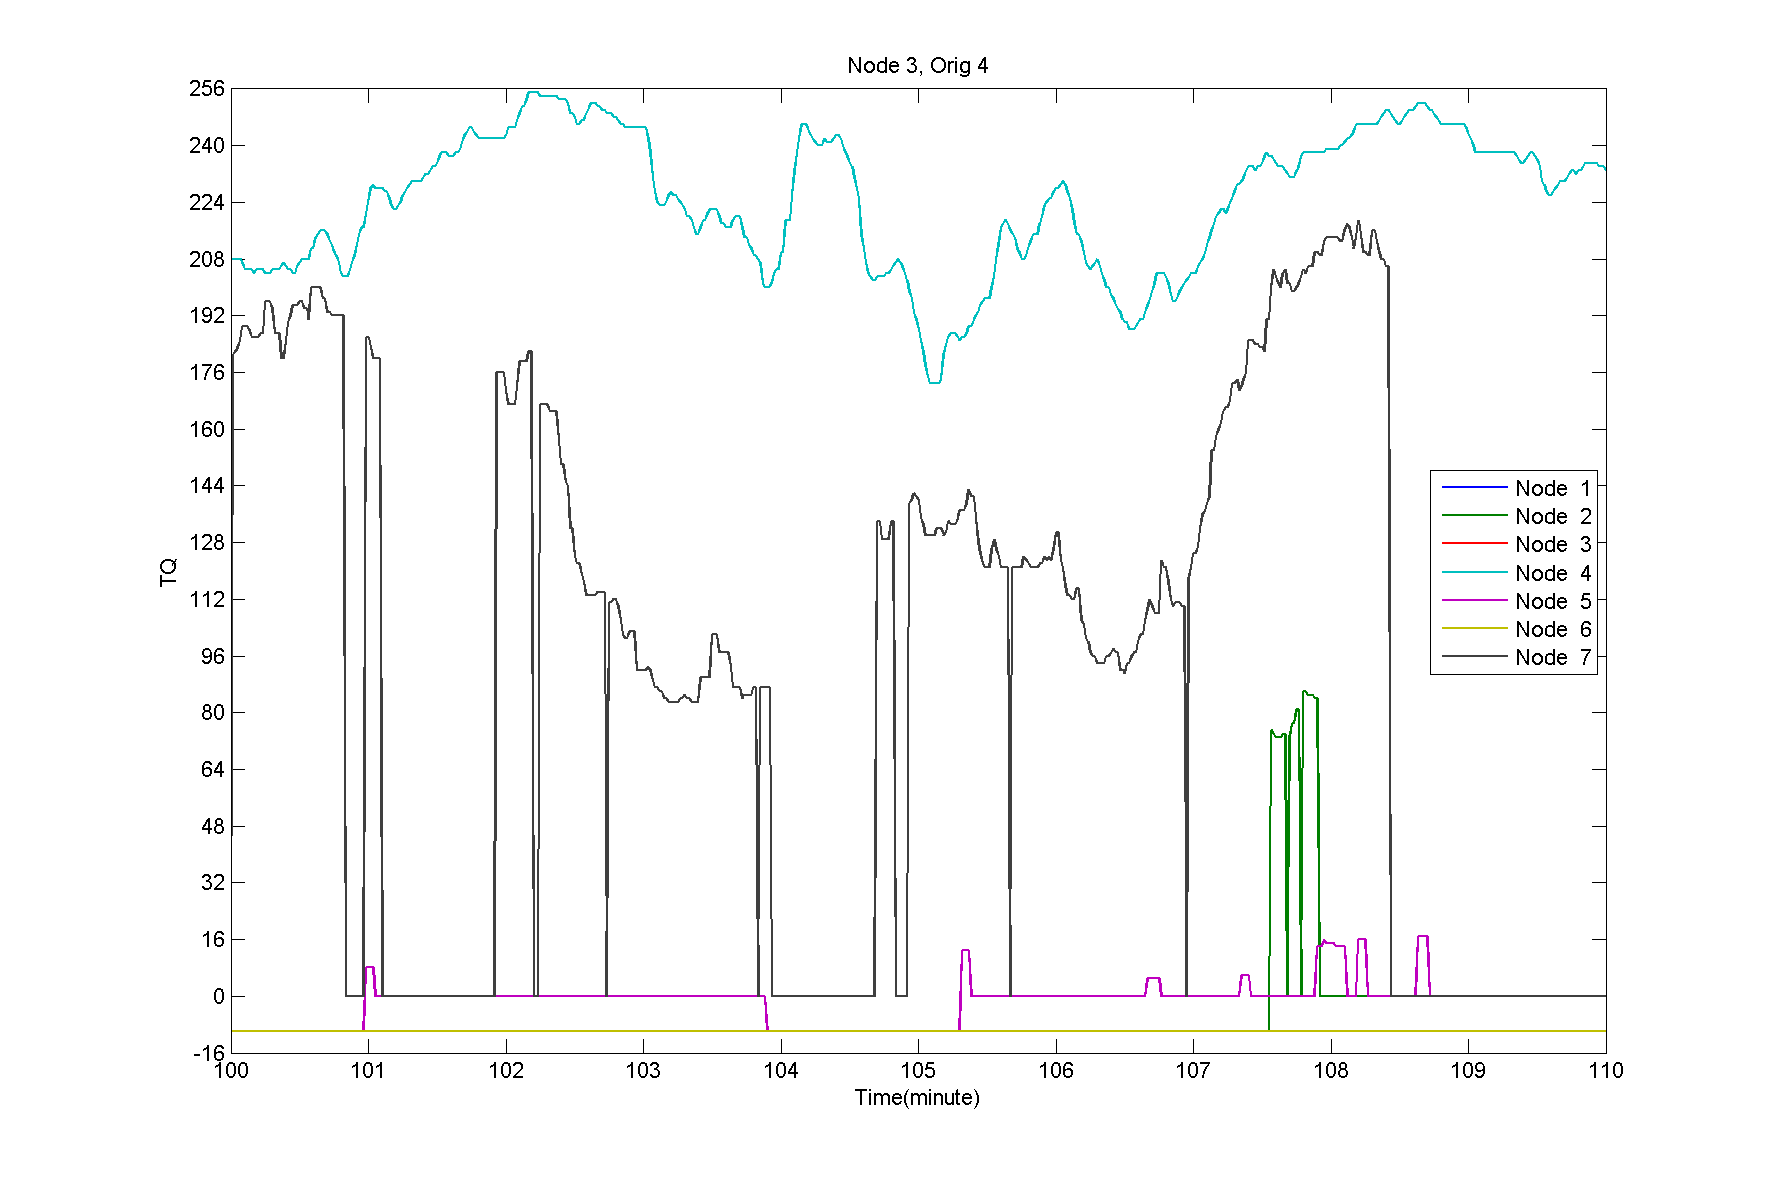 Node 3, Orig 4
256
240
224
208
192
176
160
144
128
112
96
80
64
48
32
16
0
-16
TQ
Node 1
Node 2
Node 3
Node 4
Node 5
Node 6
Node 7
100 101 102 103 104 105 106 107 108 109 110
Time(minute)